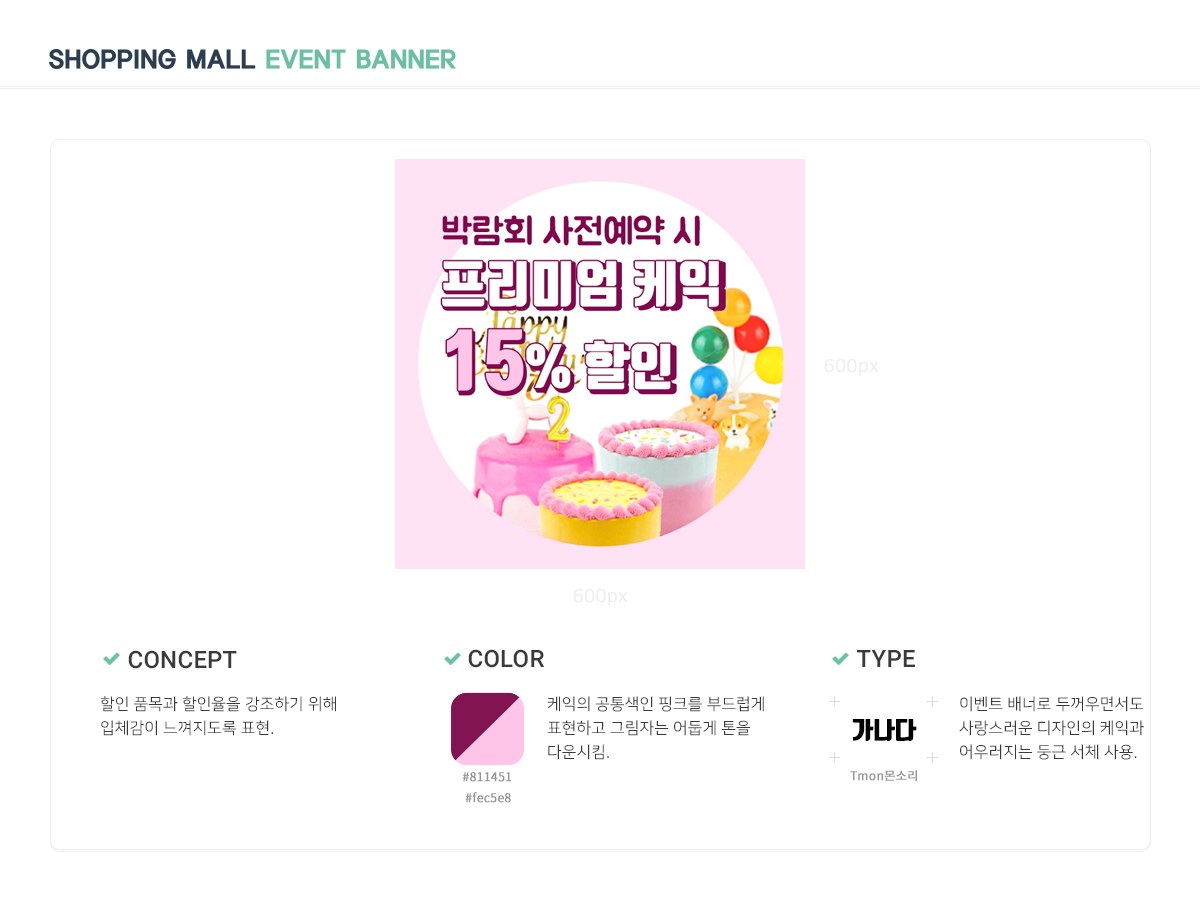 SHOPPING MALL EVENT BANNER
박람회 사전예약 시
프리미엄 케익
Happy
15% 할인
2
600px
600px
CONCEPT
할인 품목과 할인율을 강조하기 위해
입체감이 느껴지도록 표현.
COLOR
케익의 공통색인 핑크를 부드럽게
표현하고 그림자는 어둡게 톤을
다운시킴.
#811451
#fec5e8
TYPE
가나다
Tmon몬소리
이벤트 배너로 두꺼우면서도
사랑스러운 디자인의 케익과
어우러지는 둥근 서체 사용.